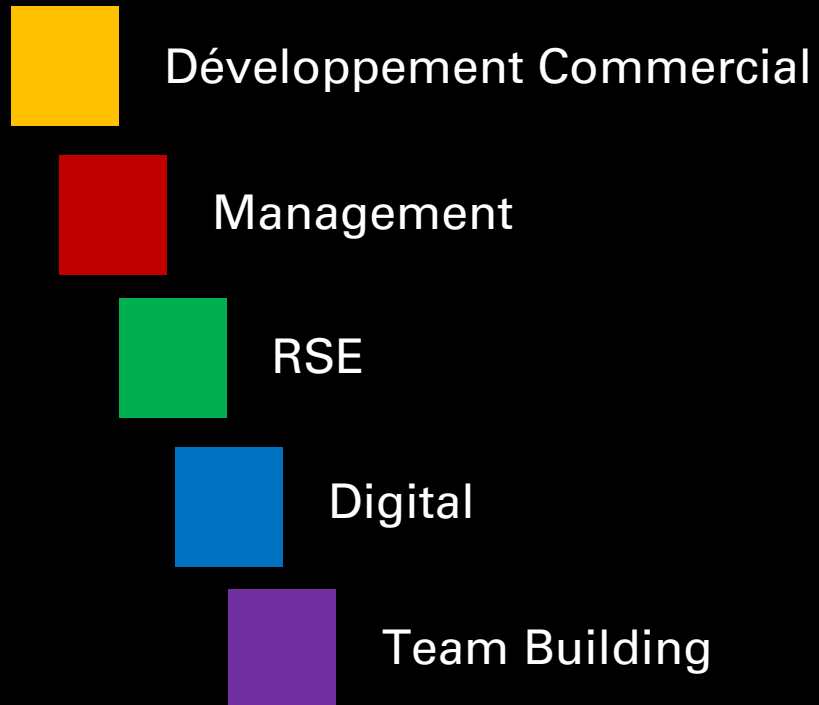 Développement Commercial
Management
RSE
Digital
Team Building